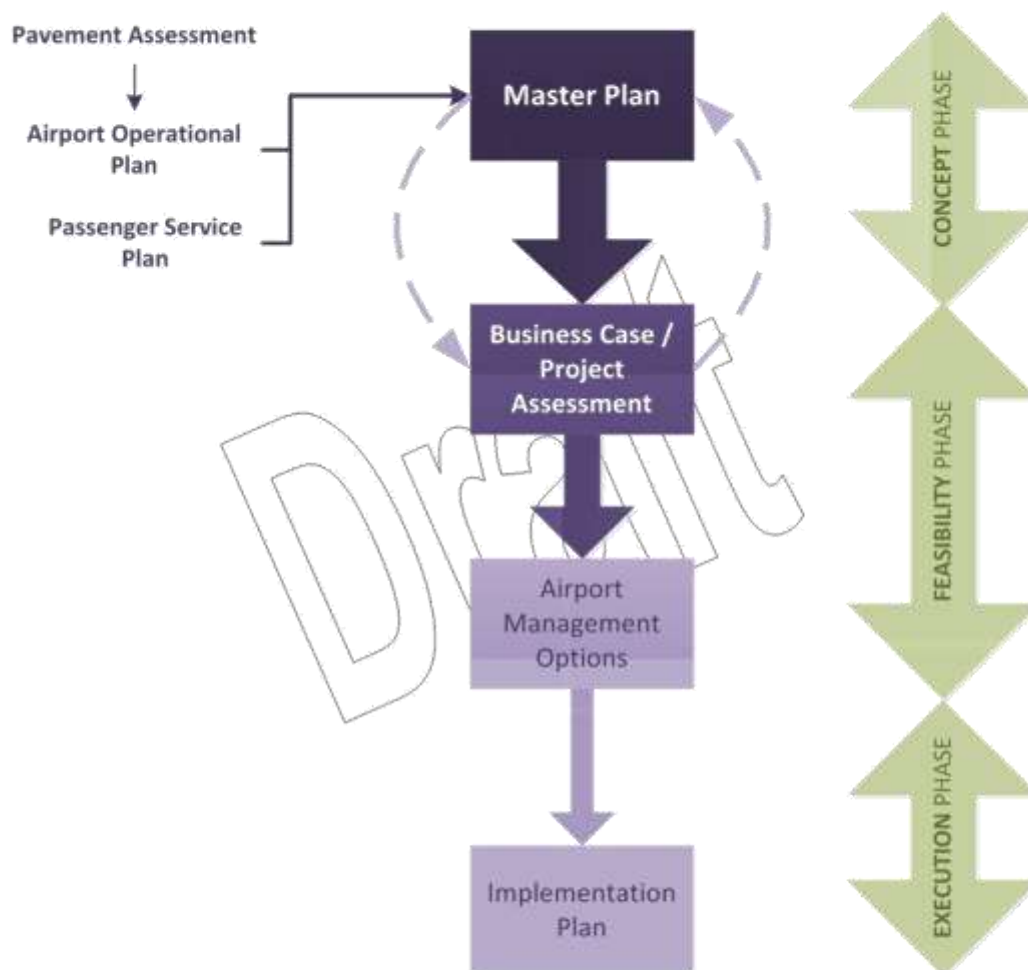 Pavement Assessment
Airport Operational
Plan
Passenger Service
Plan
Master Plan
Business Case /
Project
Assessment
Airport
Management
Options
Implementation
Plan
CONCEPT PHASE
FEASIBILITY PHASE
EXECUTION PHASE
Draft